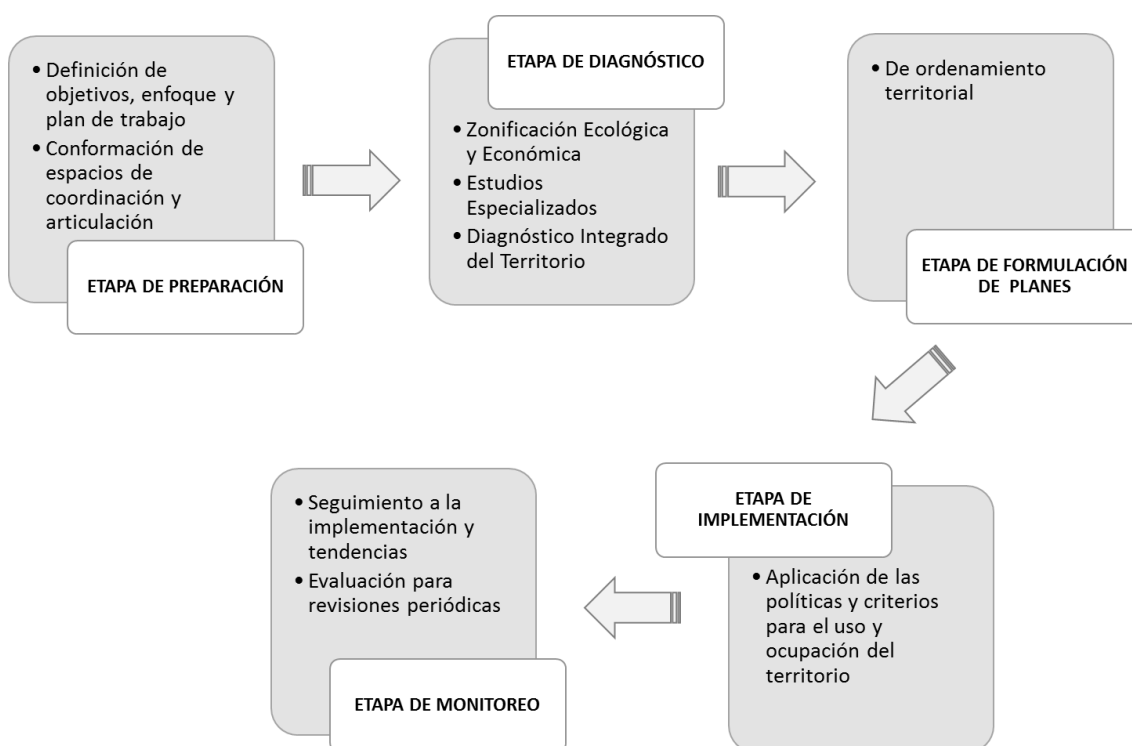 • Definición de
objetivos, enfoque y
plan de trabajo
• Conformación de
espacios de
coordinación y
articulación
ETAPA DE PREPARACIÓN
ETAPA DE DIAGNÓSTICO
• Zonificación Ecológica
y Económica
• Estudios
Especializados
• Diagnóstico Integrado
del Territorio
• De ordenamiento
territorial
ETAPA DE FORMULACIÓN
DE PLANES
ETAPA DE
IMPLEMENTACIÓN
• Aplicación de las
políticas y criterios
para el uso y
ocupación del
territorio
• Seguimiento a la
implementación y
tendencias
• Evaluación para
revisiones periódicas
ETAPA DE MONITOREO